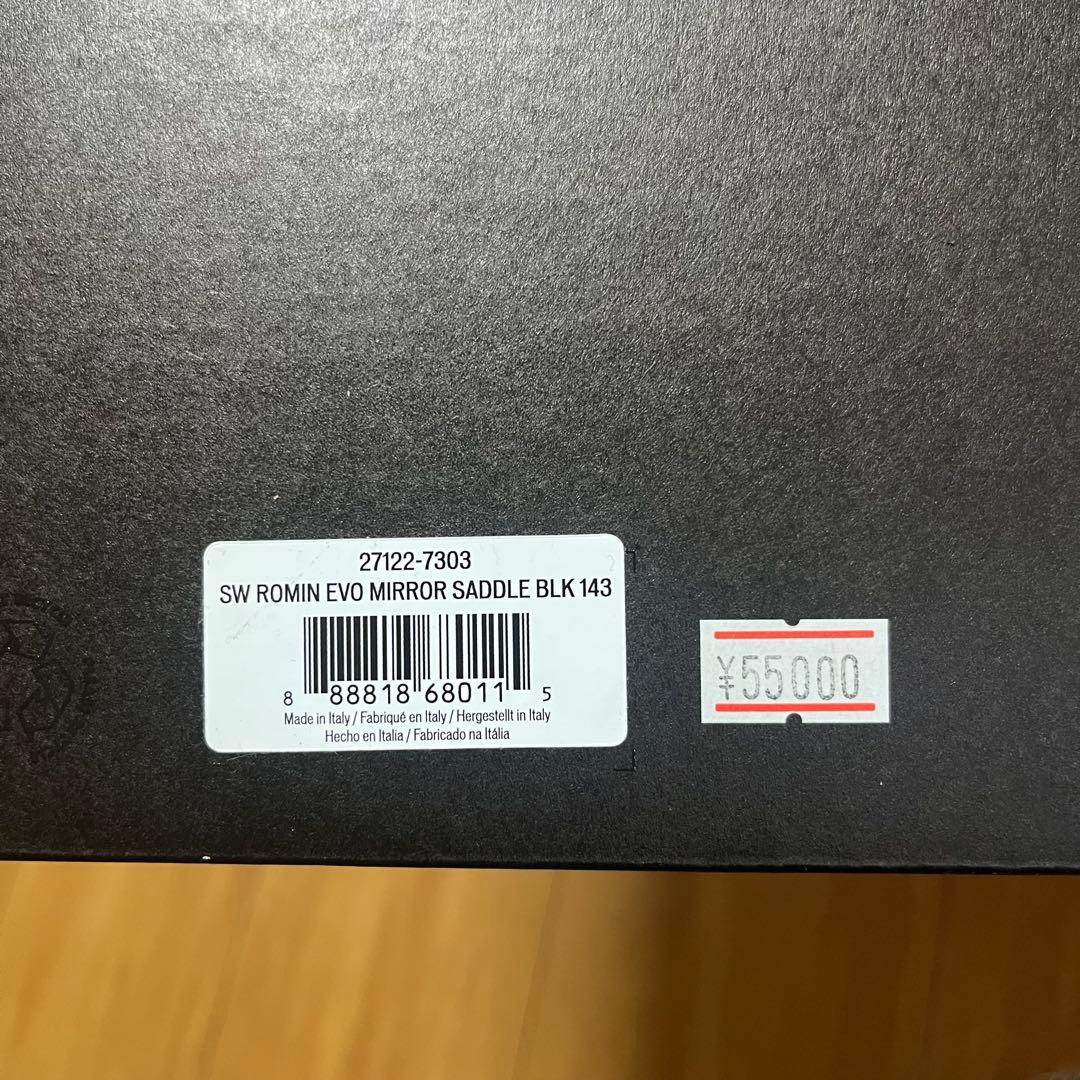 27122-7303
SW ROMIN EVO MIRROR SADDLE BLK 143
8 88818 68011 5
Made in Italy / Fabriqué en Italy / Hergestellt in Italy
Hecho en Italia / Fabricado na Itália
¥55000